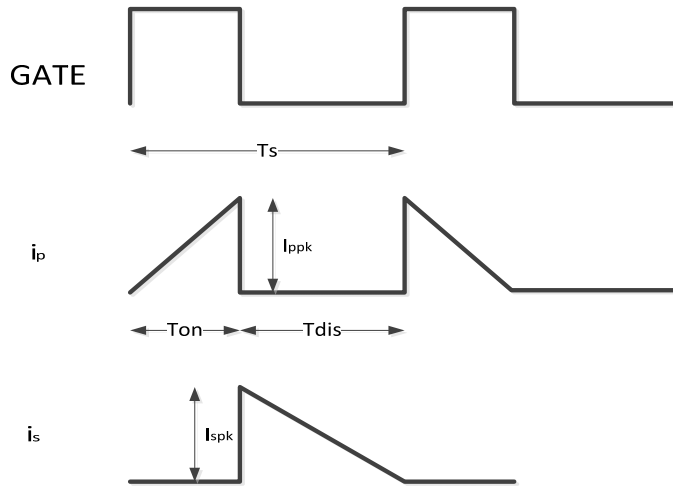 GATE
Ts
ip
Ippk
Ton
Tdis
is
Ispk